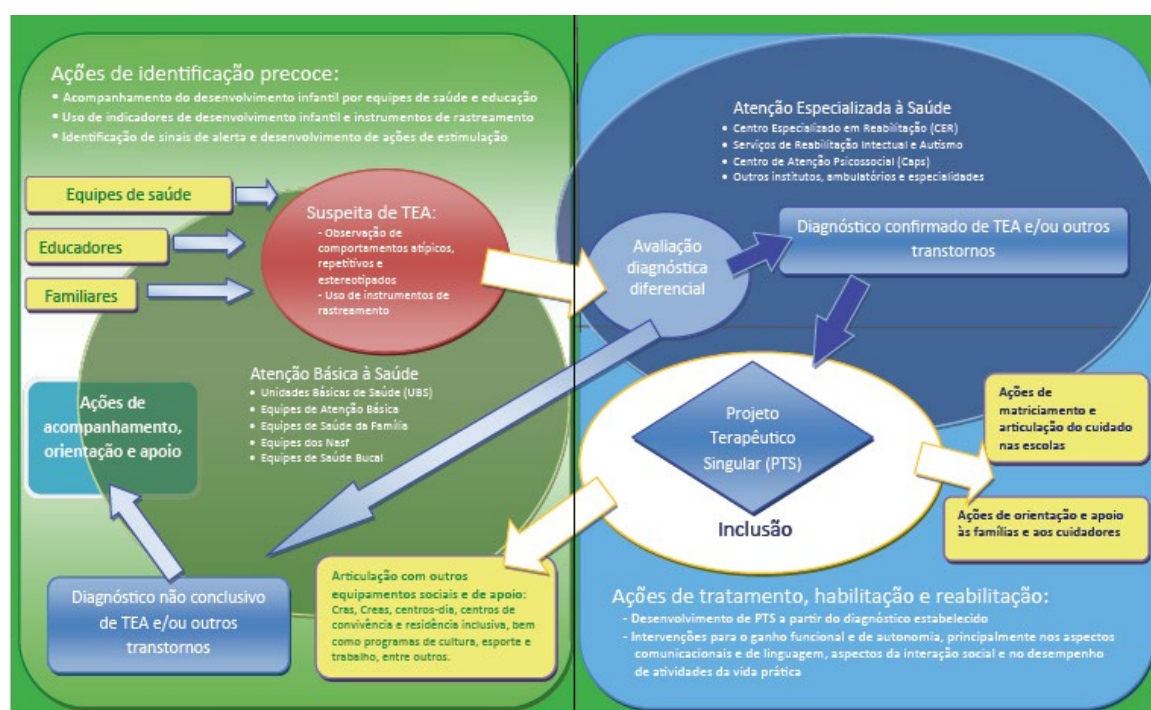 Ações de identificação precoce:
• Acompanhamento do desenvolvimento infantil por equipes de saúde e educação
• Uso de indicadores de desenvolvimento infantil e instrumentos de rastreamento
• Identificação de sinais de alerta e desenvolvimento de ações de estimulação
Equipes de saúde
Educadores
Familiares
Suspeita de TEA:
- Observação de
comportamentos atípicos,
repetitivos e
estereotipados
- Uso de instrumentos de
rastreamento
Atenção Básica à Saúde
• Unidades Básicas de Saúde (UBS)
• Equipes de Atenção Básica
• Equipes de Saúde da Família
• Equipes dos Nasf
• Equipes de Saúde Bucal
Ações de
acompanhamento,
orientação e apoio
Diagnóstico não conclusivo
de TEA e/ou outros
transtornos
Articulação com outros
equipamentos sociais e de apoio:
Cras, Creas, centros-dia, centros de
convivência e residência inclusiva, bem
como programas de cultura, esporte e
trabalho, entre outros.
Atenção Especializada à Saúde
• Centro Especializado em Reabilitação (CER)
• Serviços de Reabilitação Intectual e Autismo
• Centro de Atenção Psicossocial (Caps)
• Outros institutos, ambulatórios e especialidades
Avaliação
diagnóstica
diferencial
Diagnóstico confirmado de TEA e/ou outros
transtornos
Projeto
Terapêutico
Singular (PTS)
Inclusão
Ações de
matriciamento e
articulação do cuidado
nas escolas
Ações de orientação e apoio
às famílias e aos cuidadores
Ações de tratamento, habilitação e reabilitação:
- Desenvolvimento de PTS a partir do diagnóstico estabelecido
- Intervenções para o ganho funcional e de autonomia, principalmente nos aspectos
comunicacionais e de linguagem, aspectos da interação social e no desempenho
de atividades da vida prática